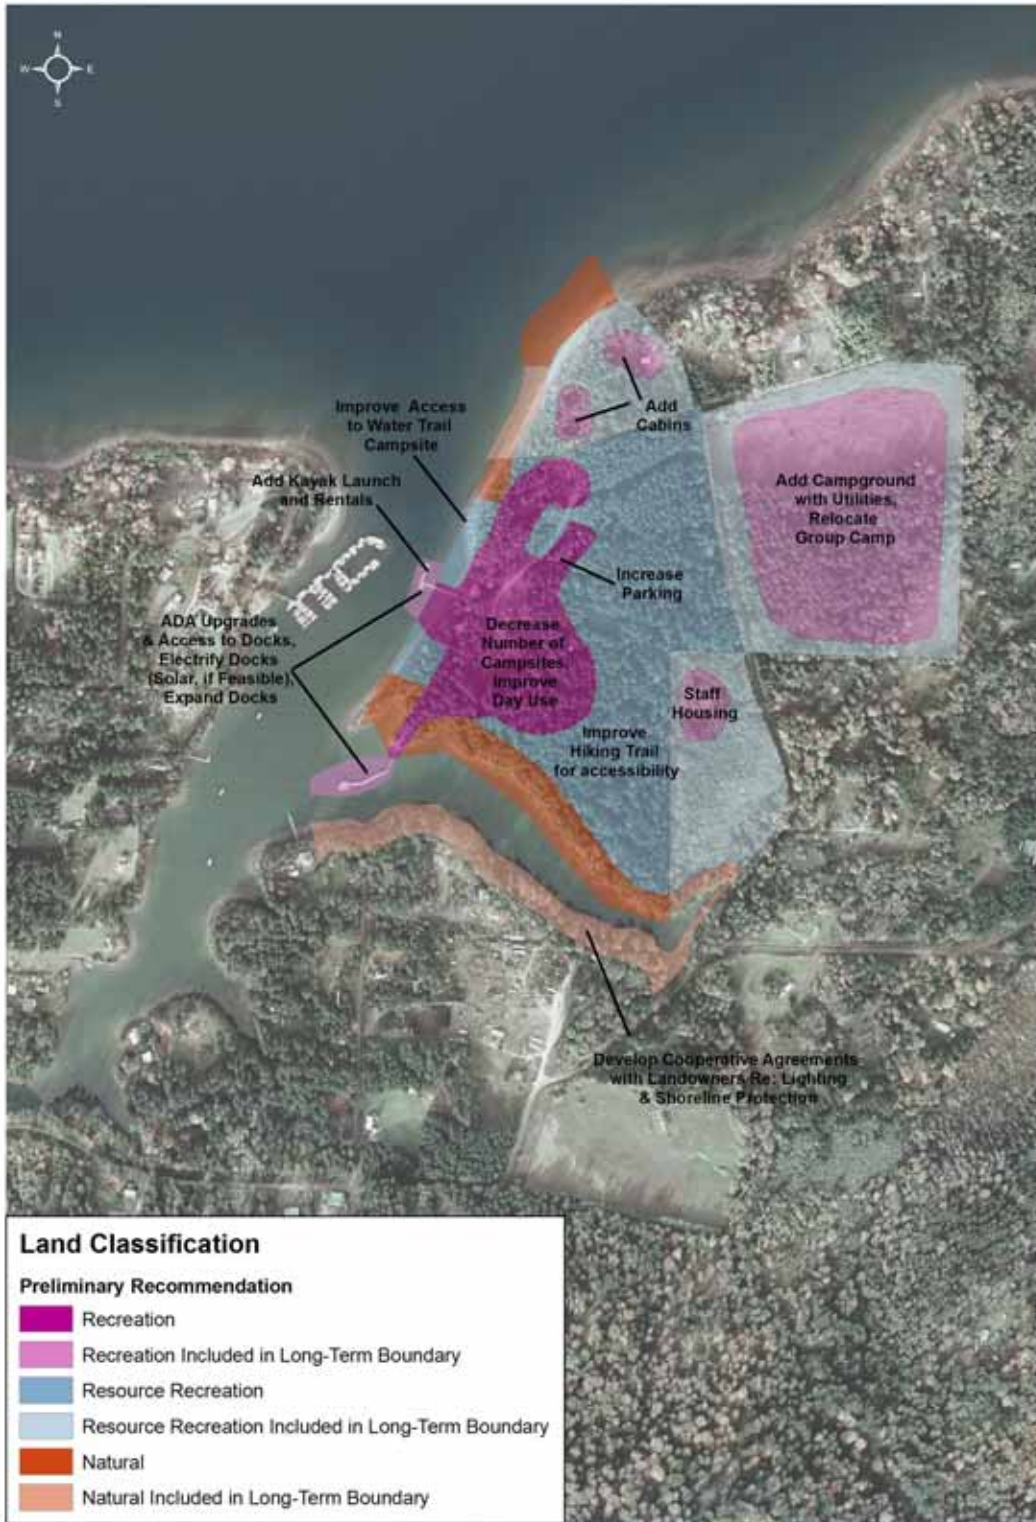 N
W E
S
Improve Access
to Water Trail
Campsite
Add Kayak Launch
and Rentals
Add
Cabins
Add Campground
with Utilities,
Relocate
Group Camp
Increase
Parking
ADA Upgrades
& Access to Docks,
Electrify Docks
(Solar, if Feasible),
Expand Docks
Decrease
Number of
Campsites,
Improve
Day Use
Staff
Housing
Improve
Hiking Trail
for accessibility
Develop Cooperative Agreements
with Landowners Re: Lighting
& Shoreline Protection
Land Classification
Preliminary Recommendation
Recreation
Recreation Included in Long-Term Boundary
Resource Recreation
Resource Recreation Included in Long-Term Boundary
Natural
Natural Included in Long-Term Boundary